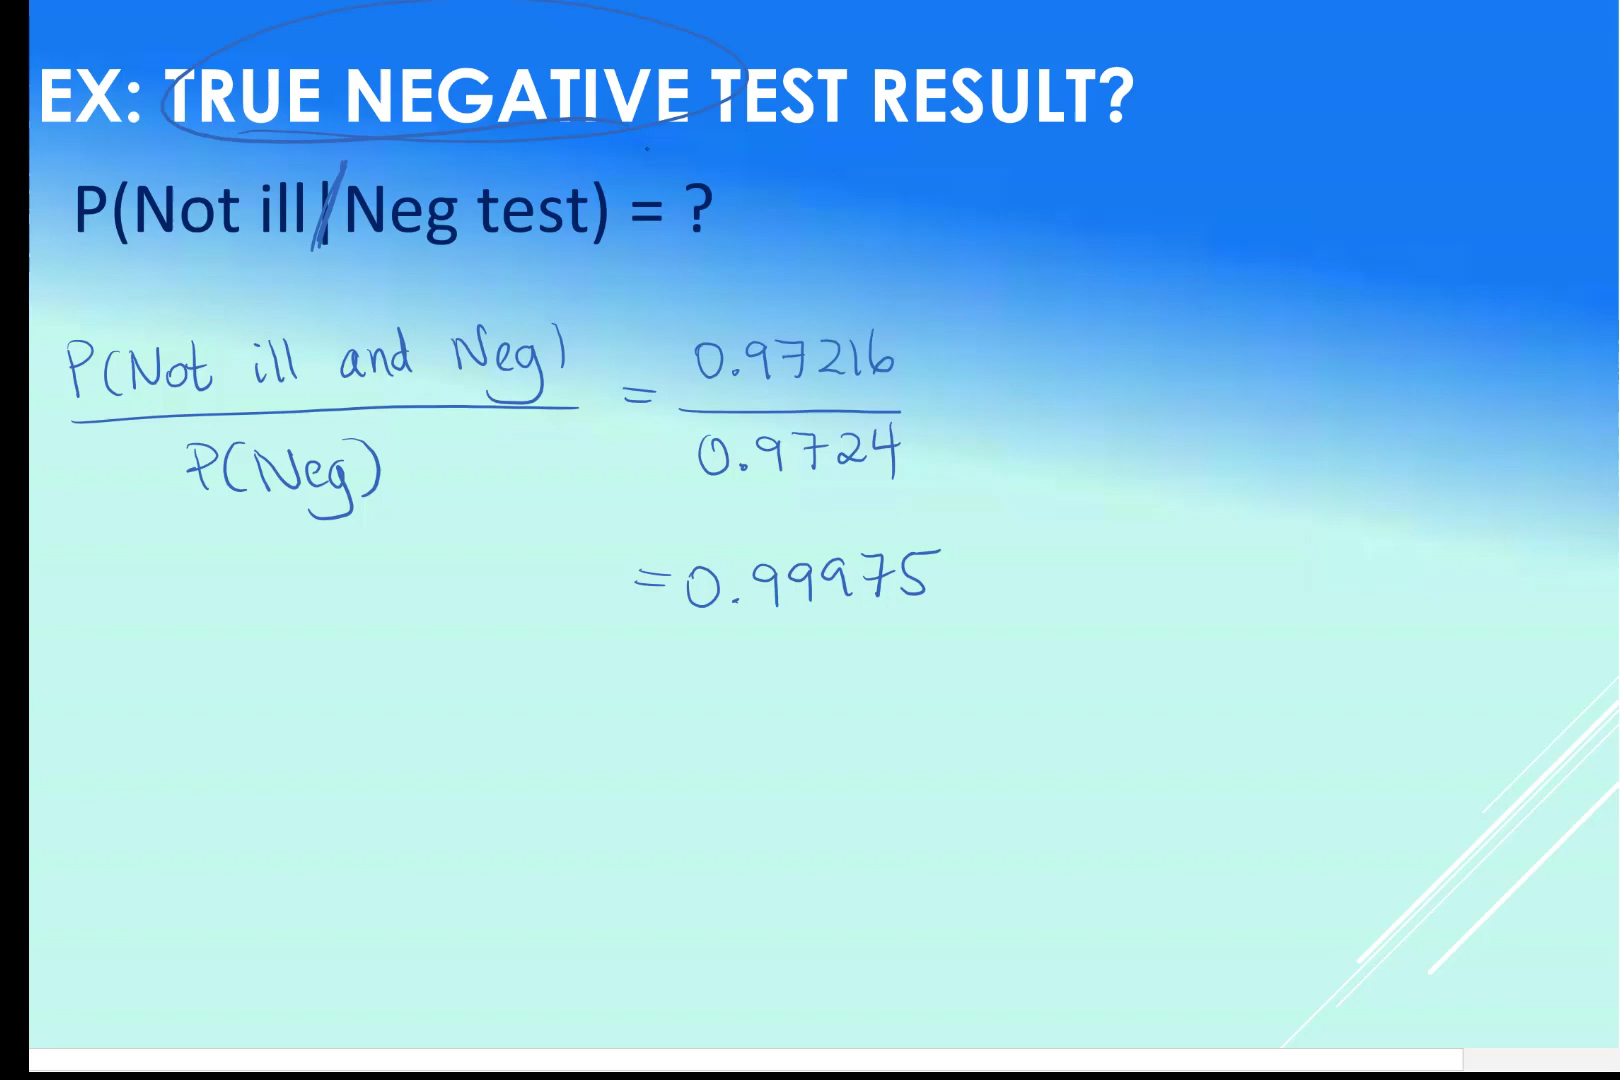 EX: TRUE NEGATIVE TEST RESULT?
P(Not ill|Neg test) = ?
P(Not ill and Neg) = 0.97216
P(Neg) 0.9724
= 0.99975